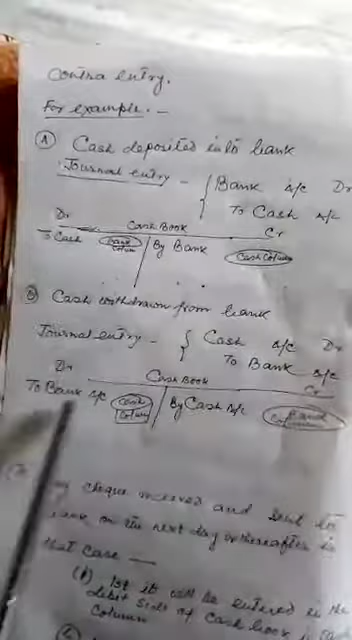 Contra entry.
For example. —
(A) Cash deposited into bank
Journal entry - { Bank A/c Dr
To Cash A/c
Dr Cash Book Cr
To Cash (Bank Column) By Bank (Cash Column)
(B) Cash withdrawn from bank
Journal entry - { Cash A/c Dr
To Bank A/c
Dr Cash Book Cr
To Bank A/c (Cash Column) By Cash A/c (Bank Column)
cheque received and sent to
on the next day or thereafter in
that case —
1st it will be entered in the
debit side of cash book in
Column